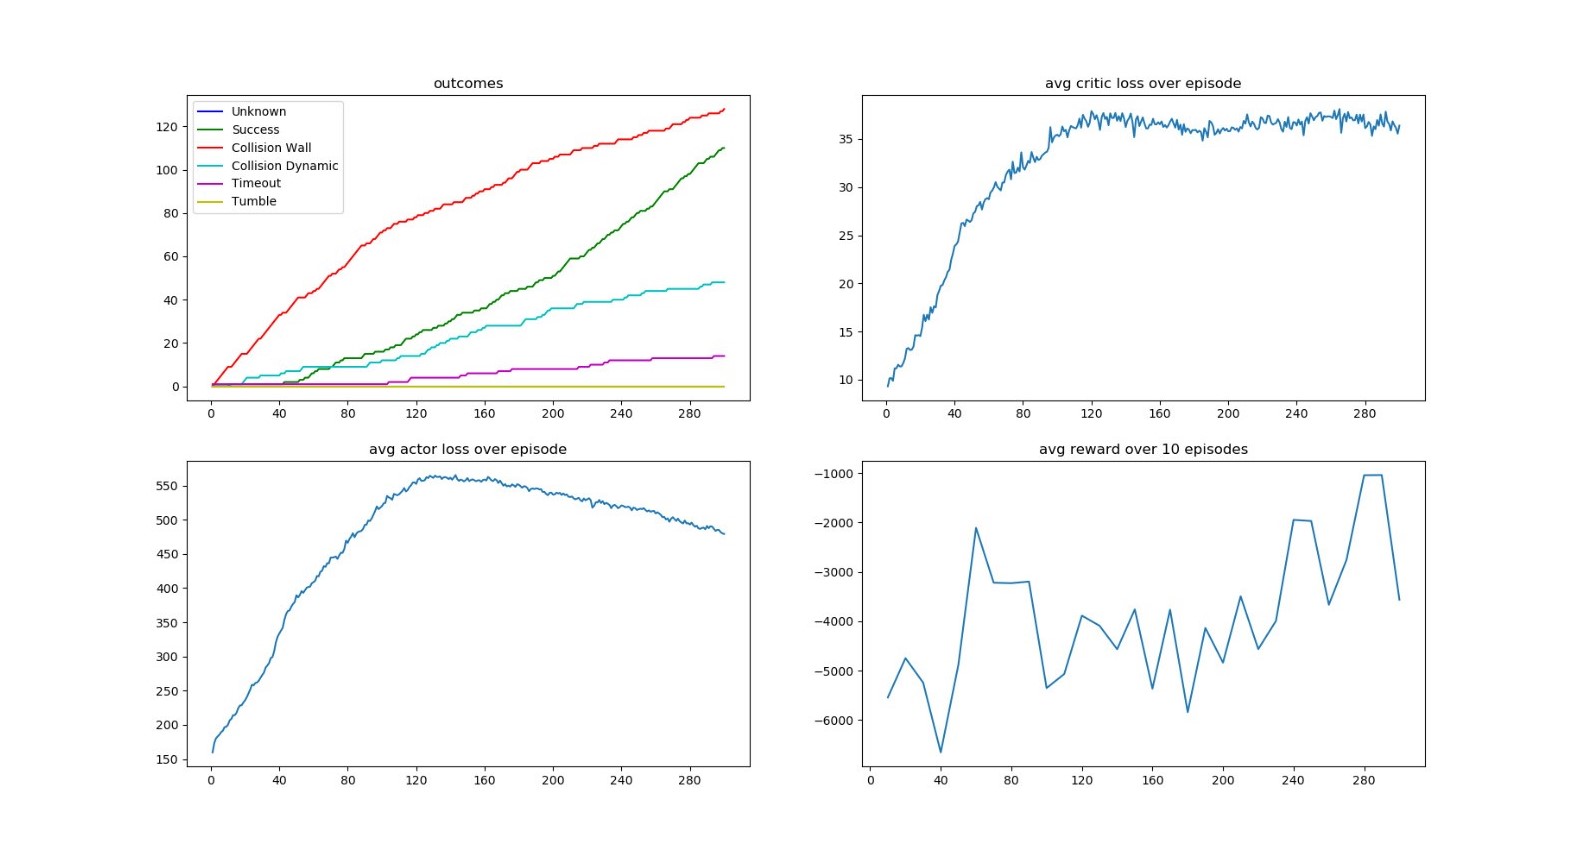 outcomes
Unknown
Success
Collision Wall
Collision Dynamic
Timeout
Tumble
120
100
80
60
40
20
0
0 40 80 120 160 200 240 280
avg critic loss over episode
35
30
25
20
15
10
0 40 80 120 160 200 240 280
avg actor loss over episode
550
500
450
400
350
300
250
200
150
0 40 80 120 160 200 240 280
avg reward over 10 episodes
−1000
−2000
−3000
−4000
−5000
−6000
0 40 80 120 160 200 240 280